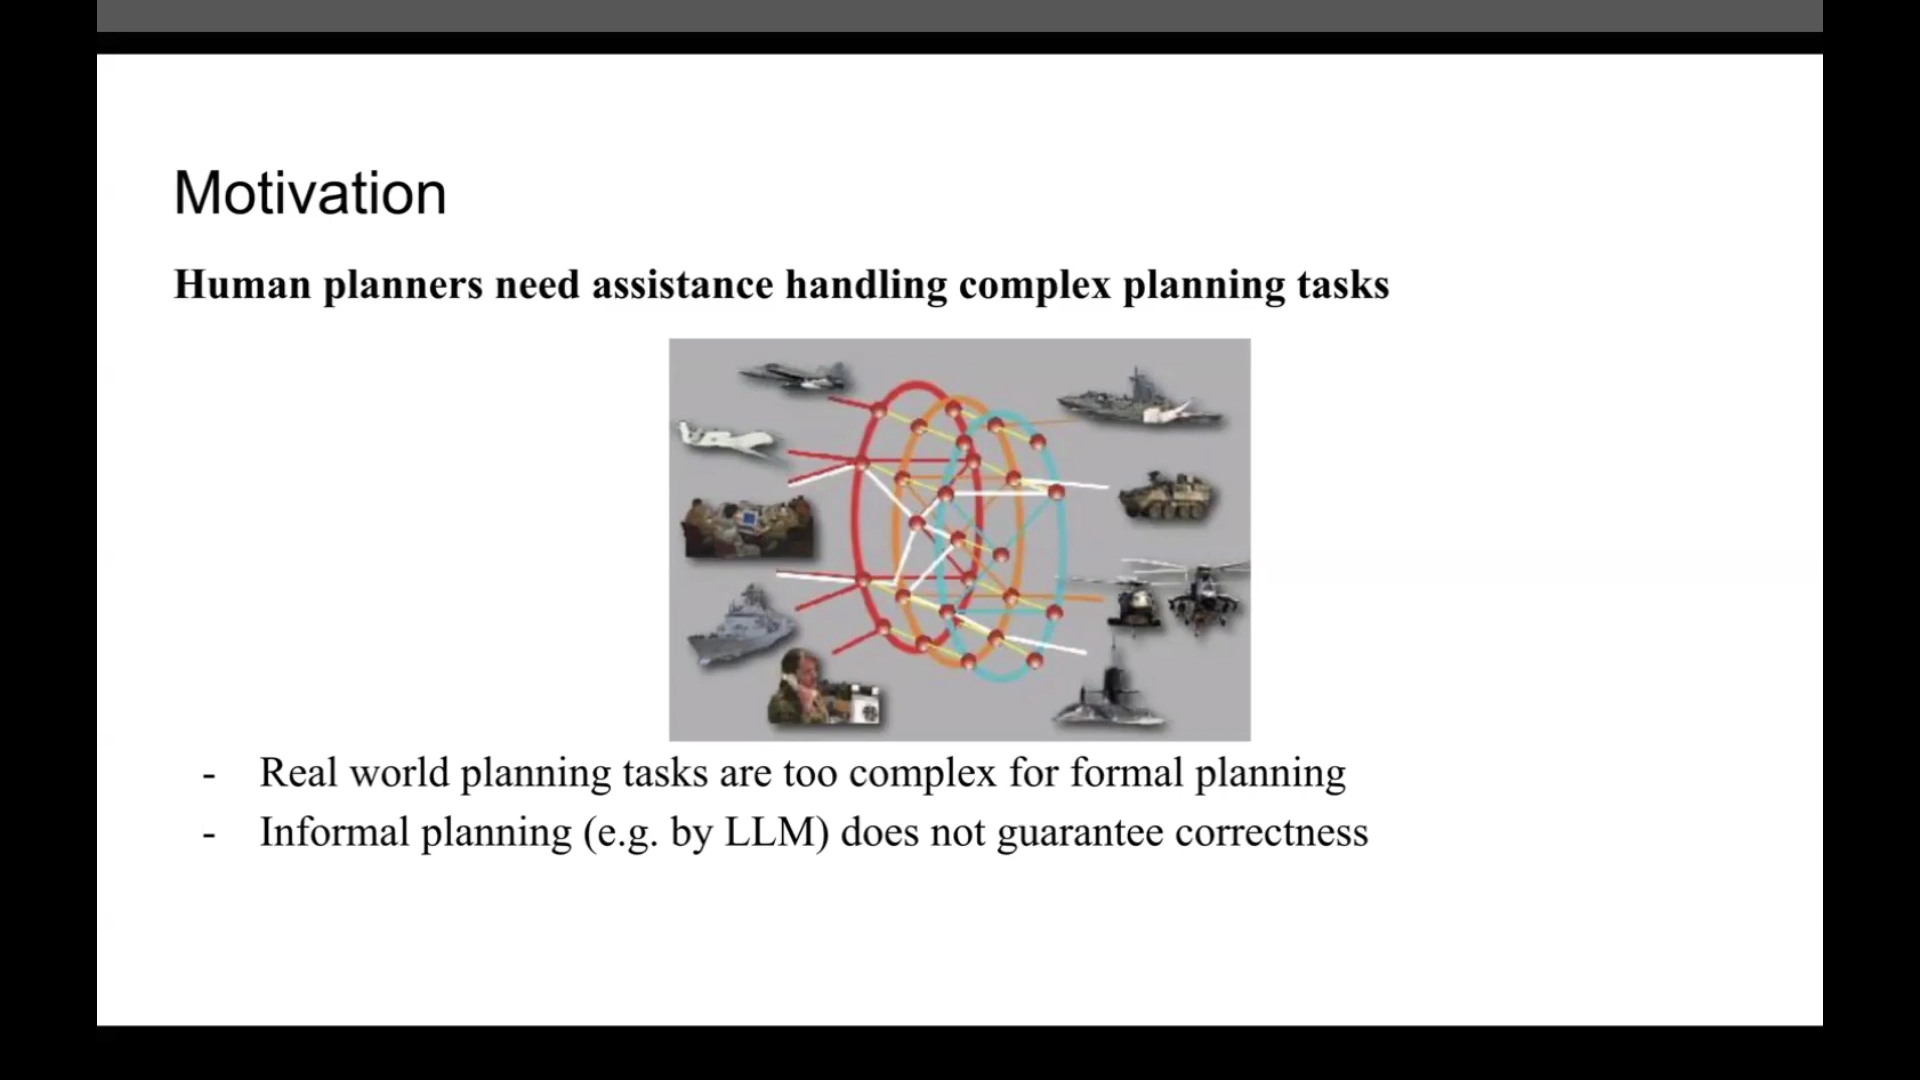 Motivation
Human planners need assistance handling complex planning tasks
- Real world planning tasks are too complex for formal planning
- Informal planning (e.g. by LLM) does not guarantee correctness